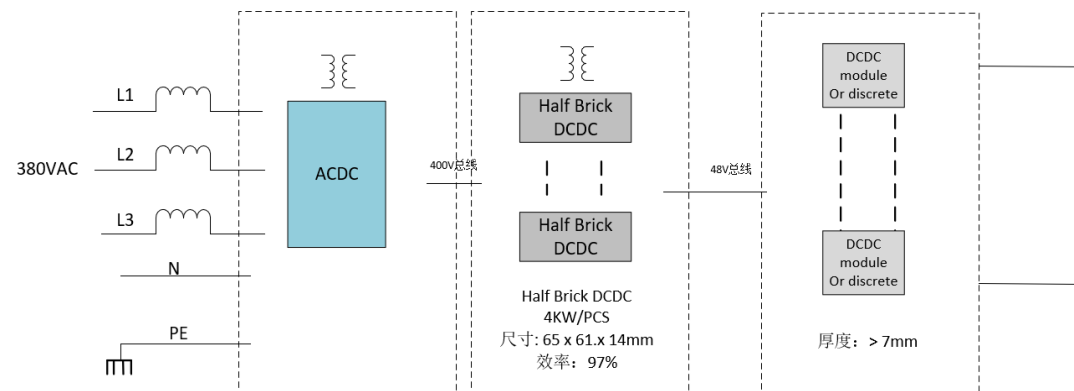 380VAC
L1
L2
L3
N
PE
ACDC
400V总线
Half Brick
DCDC
Half Brick
DCDC
Half Brick DCDC
4KW/PCS
尺寸: 65 x 61.x 14mm
效率：97%
48V总线
DCDC
module
Or discrete
DCDC
module
Or discrete
厚度：> 7mm